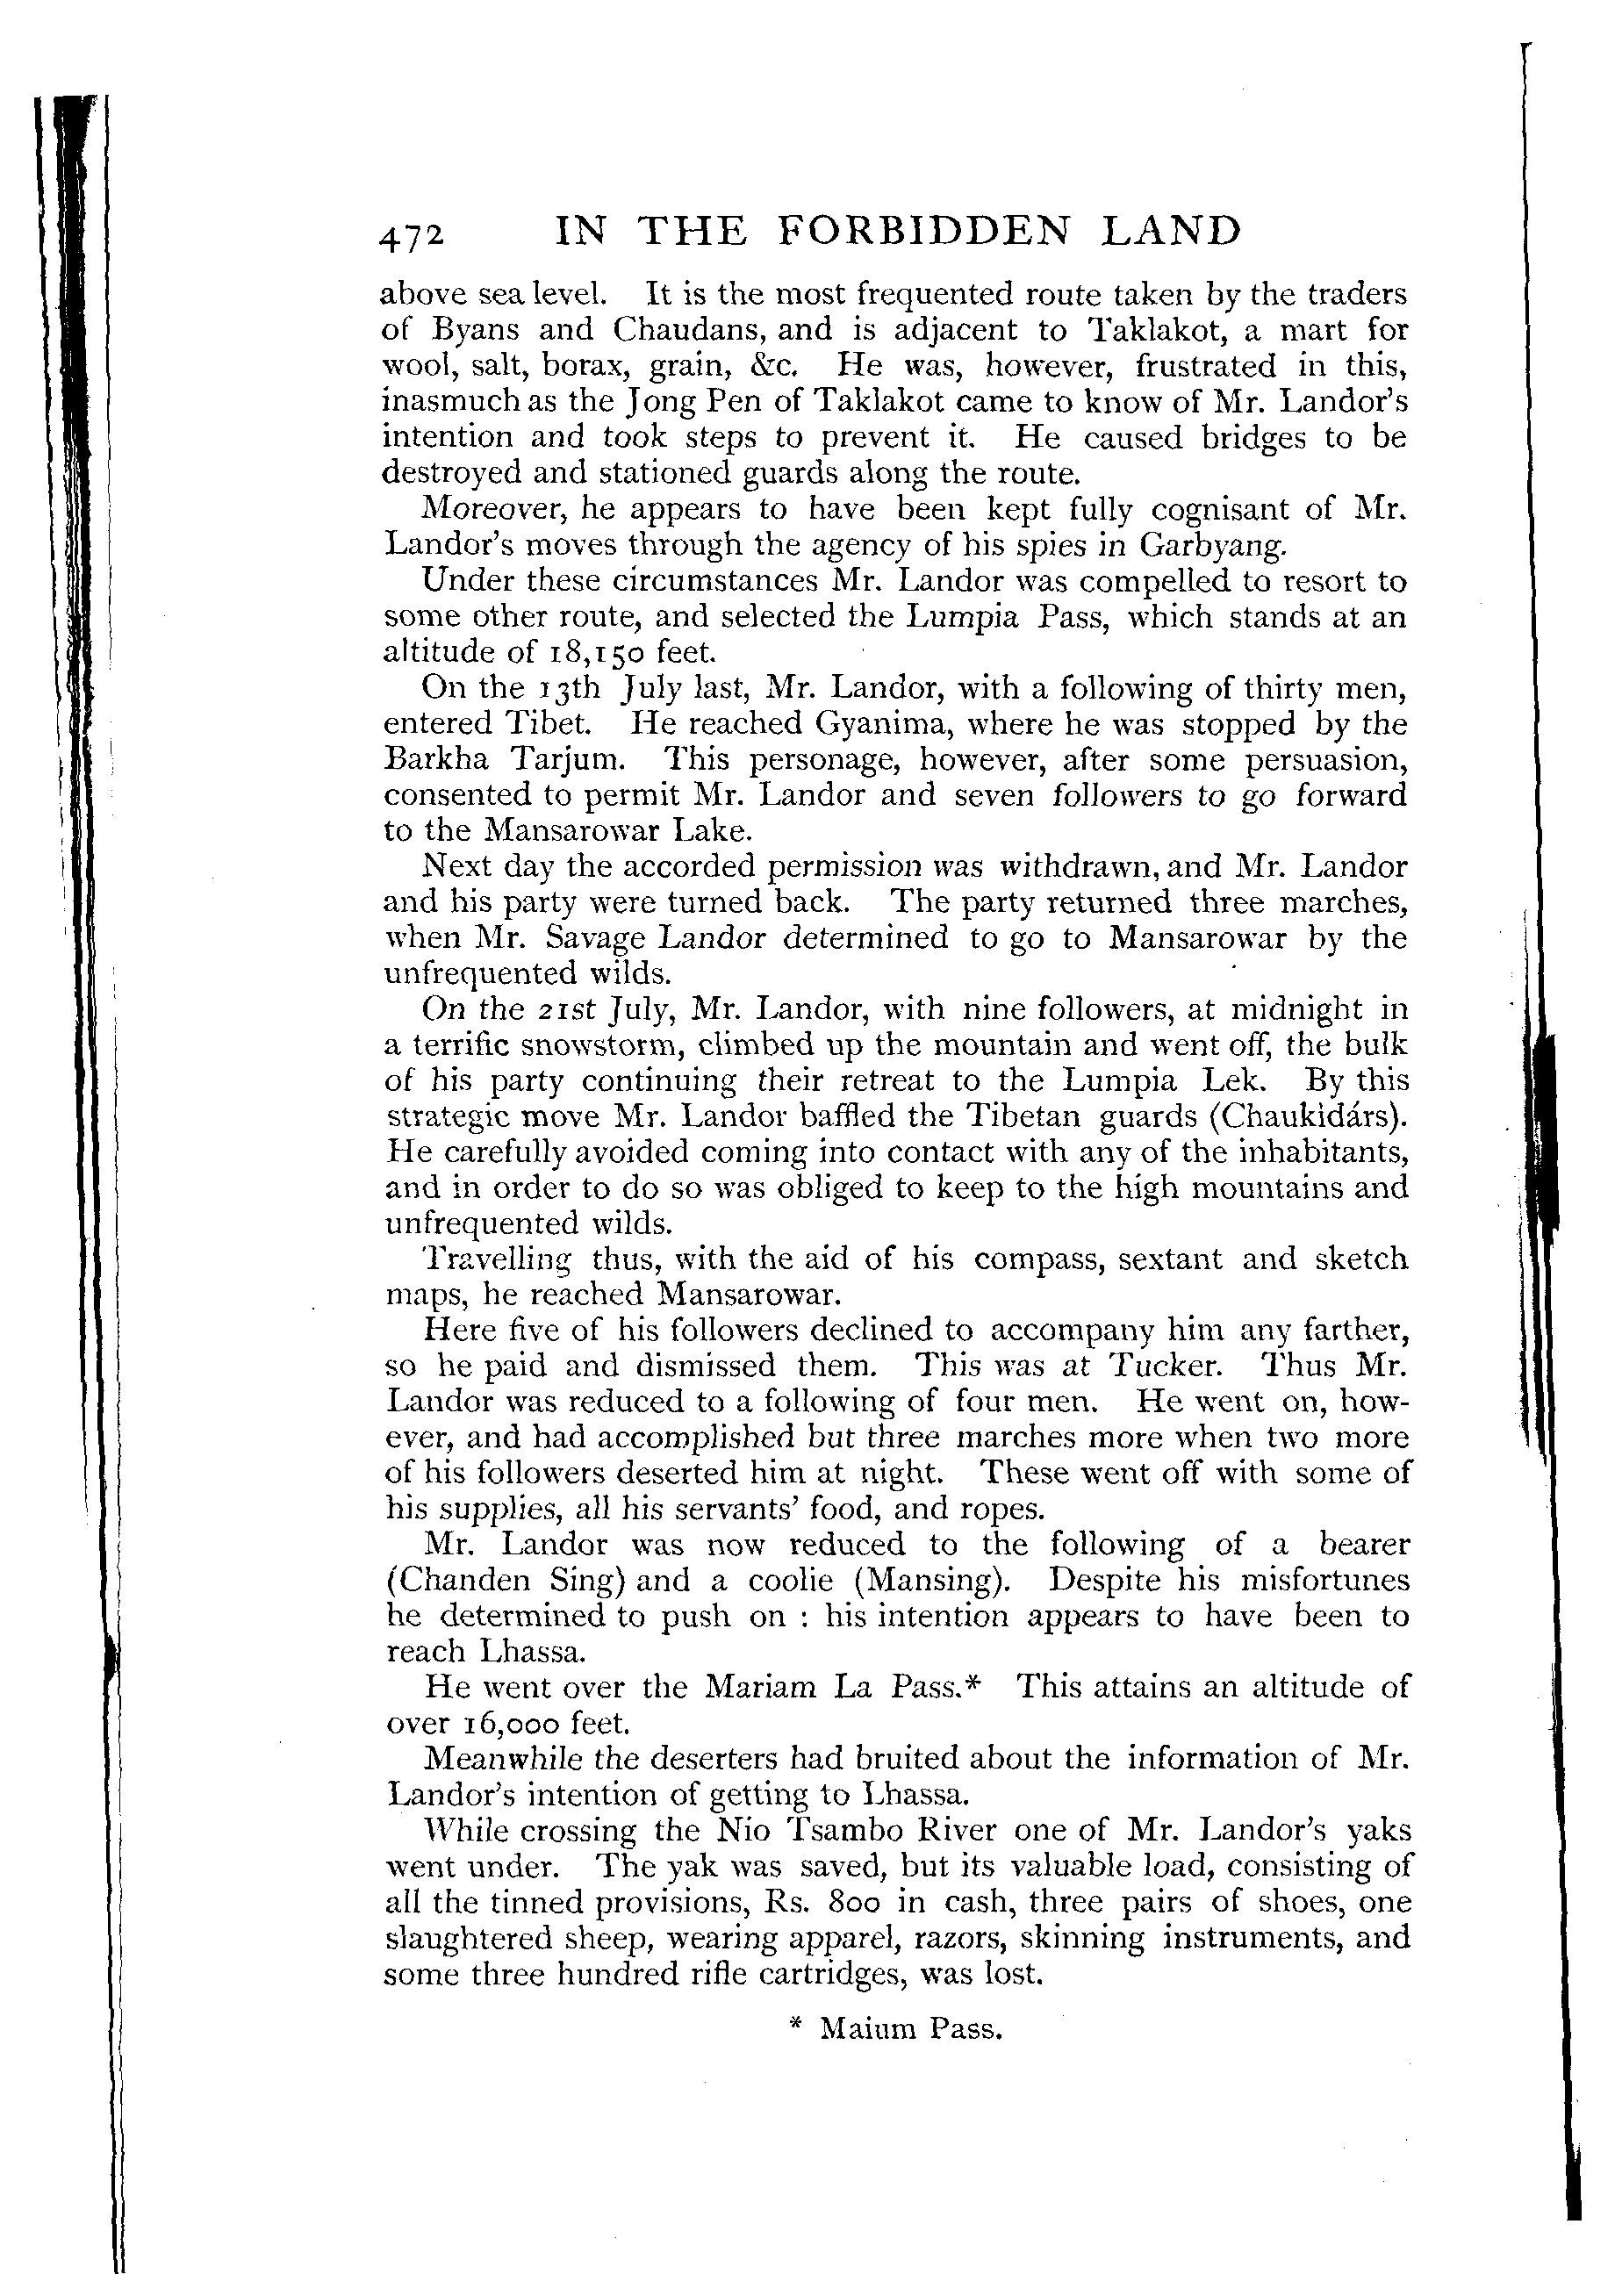 472 IN THE FORBIDDEN LAND
above sea level. It is the most frequented route taken by the traders
of Byans and Chaudans, and is adjacent to Taklakot, a mart for
wool, salt, borax, grain, &c. He was, however, frustrated in this,
inasmuch as the Jong Pen of Taklakot came to know of Mr. Landor's
intention and took steps to prevent it. He caused bridges to be
destroyed and stationed guards along the route.
Moreover, he appears to have been kept fully cognisant of Mr.
Landor's moves through the agency of his spies in Garbyang.
Under these circumstances Mr. Landor was compelled to resort to
some other route, and selected the Lumpia Pass, which stands at an
altitude of 18,150 feet.
On the 13th July last, Mr. Landor, with a following of thirty men,
entered Tibet. He reached Gyanima, where he was stopped by the
Barkha Tarjum. This personage, however, after some persuasion,
consented to permit Mr. Landor and seven followers to go forward
to the Mansarowar Lake.
Next day the accorded permission was withdrawn, and Mr. Landor
and his party were turned back. The party returned three marches,
when Mr. Savage Landor determined to go to Mansarowar by the
unfrequented wilds.
On the 21st July, Mr. Landor, with nine followers, at midnight in
a terrific snowstorm, climbed up the mountain and went off, the bulk
of his party continuing their retreat to the Lumpia Lek. By this
strategic move Mr. Landor baffled the Tibetan guards (Chaukidárs).
He carefully avoided coming into contact with any of the inhabitants,
and in order to do so was obliged to keep to the high mountains and
unfrequented wilds.
Travelling thus, with the aid of his compass, sextant and sketch
maps, he reached Mansarowar.
Here five of his followers declined to accompany him any farther,
so he paid and dismissed them. This was at Tucker. Thus Mr.
Landor was reduced to a following of four men. He went on, how-
ever, and had accomplished but three marches more when two more
of his followers deserted him at night. These went off with some of
his supplies, all his servants' food, and ropes.
Mr. Landor was now reduced to the following of a bearer
(Chanden Sing) and a coolie (Mansing). Despite his misfortunes
he determined to push on : his intention appears to have been to
reach Lhassa.
He went over the Mariam La Pass.* This attains an altitude of
over 16,000 feet.
Meanwhile the deserters had bruited about the information of Mr.
Landor's intention of getting to Lhassa.
While crossing the Nio Tsambo River one of Mr. Landor's yaks
went under. The yak was saved, but its valuable load, consisting of
all the tinned provisions, Rs. 800 in cash, three pairs of shoes, one
slaughtered sheep, wearing apparel, razors, skinning instruments, and
some three hundred rifle cartridges, was lost.
* Maium Pass.